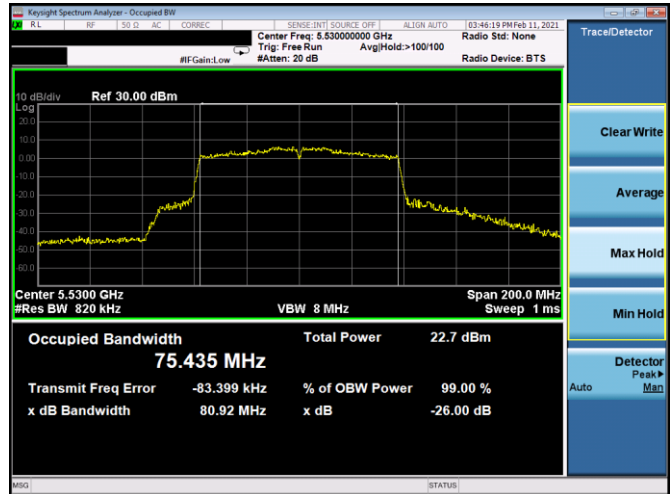 Keysight Spectrum Analyzer - Occupied BW
RL RF 50 Ω AC CORREC SENSE:INT SOURCE OFF ALIGN AUTO 03:46:19 PM Feb 11, 2021
Center Freq: 5.530000000 GHz Radio Std: None
Trig: Free Run Avg|Hold:>100/100
#IFGain:Low #Atten: 20 dB Radio Device: BTS
Trace/Detector
10 dB/div Ref 30.00 dBm
Log
20.0
10.0
0.00
-10.0
-20.0
-30.0
-40.0
-50.0
-60.0
Center 5.5300 GHz Span 200.0 MHz
#Res BW 820 kHz VBW 8 MHz Sweep 1 ms
Occupied Bandwidth Total Power 22.7 dBm
75.435 MHz
Transmit Freq Error -83.399 kHz % of OBW Power 99.00 %
x dB Bandwidth 80.92 MHz x dB -26.00 dB
Clear Write
Average
Max Hold
Min Hold
Detector
Peak▶
Auto Man
MSG STATUS